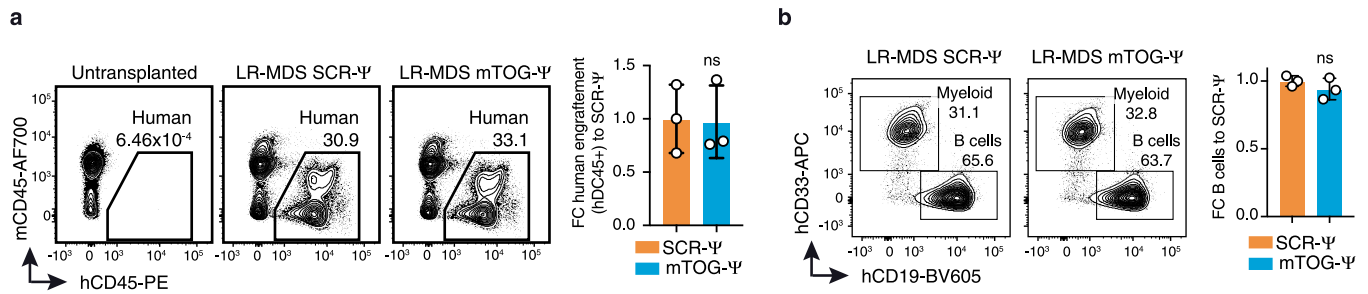 a
Untransplanted
LR-MDS SCR-Ψ
LR-MDS mTOG-Ψ
Human
6.46x10⁻⁴
Human
30.9
Human
33.1
mCD45-AF700
10⁵
10⁴
10³
0
-10³ 0 10³ 10⁴ 10⁵
-10³ 0 10³ 10⁴ 10⁵
-10³ 0 10³ 10⁴ 10⁵
hCD45-PE
FC human engraftement
(hDC45+) to SCR-Ψ
1.5
1.0
0.5
0.0
ns
SCR-Ψ
mTOG-Ψ
b
LR-MDS SCR-Ψ
LR-MDS mTOG-Ψ
Myeloid
31.1
B cells
65.6
Myeloid
32.8
B cells
63.7
hCD33-APC
10⁵
10⁴
10³
0
-10³
-10³ 0 10³ 10⁴ 10⁵
-10³ 0 10³ 10⁴ 10⁵
hCD19-BV605
FC B cells to SCR-Ψ
1.0
0.5
0.0
ns
SCR-Ψ
mTOG-Ψ